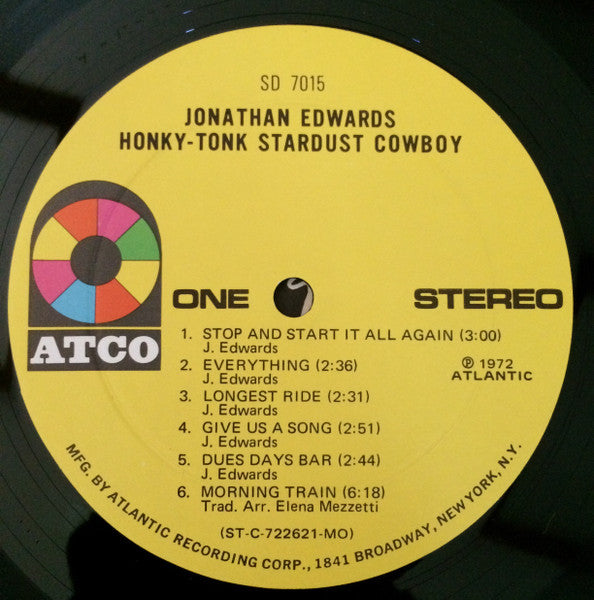 SD 7015
JONATHAN EDWARDS
HONKY-TONK STARDUST COWBOY
ATCO
ONE
STEREO
1. STOP AND START IT ALL AGAIN (3:00)
J. Edwards
2. EVERYTHING (2:36)
J. Edwards
3. LONGEST RIDE (2:31)
J. Edwards
4. GIVE US A SONG (2:51)
J. Edwards
5. DUES DAYS BAR (2:44)
J. Edwards
6. MORNING TRAIN (6:18)
Trad. Arr. Elena Mezzetti
℗ 1972
ATLANTIC
(ST-C-722621-MO)
MFG. BY ATLANTIC RECORDING CORP., 1841 BROADWAY, NEW YORK, N.Y.